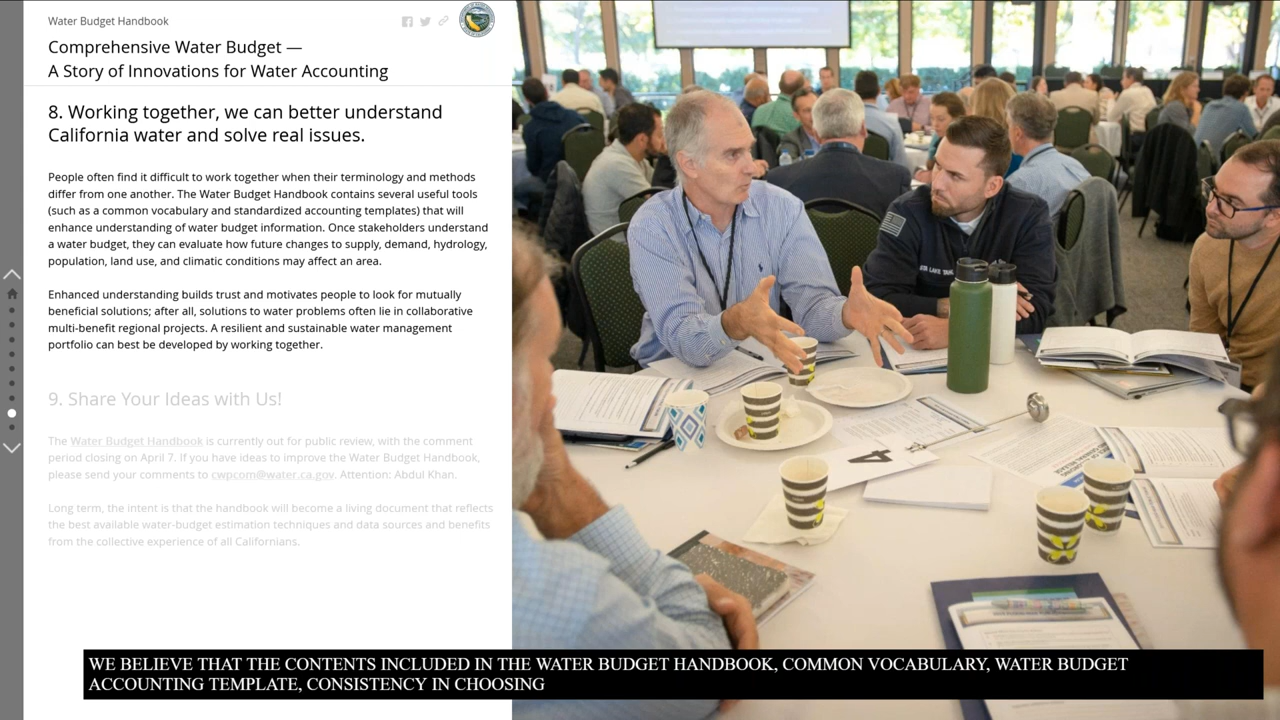 Water Budget Handbook
Comprehensive Water Budget —
A Story of Innovations for Water Accounting
8. Working together, we can better understand
California water and solve real issues.
People often find it difficult to work together when their terminology and methods
differ from one another. The Water Budget Handbook contains several useful tools
(such as a common vocabulary and standardized accounting templates) that will
enhance understanding of water budget information. Once stakeholders understand
a water budget, they can evaluate how future changes to supply, demand, hydrology,
population, land use, and climatic conditions may affect an area.
Enhanced understanding builds trust and motivates people to look for mutually
beneficial solutions; after all, solutions to water problems often lie in collaborative
multi-benefit regional projects. A resilient and sustainable water management
portfolio can best be developed by working together.
9. Share Your Ideas with Us!
The Water Budget Handbook is currently out for public review, with the comment
period closing on April 7. If you have ideas to improve the Water Budget Handbook,
please send your comments to cwpcom@water.ca.gov. Attention: Abdul Khan.
Long term, the intent is that the handbook will become a living document that reflects
the best available water-budget estimation techniques and data sources and benefits
from the collective experience of all Californians.
4
WE BELIEVE THAT THE CONTENTS INCLUDED IN THE WATER BUDGET HANDBOOK, COMMON VOCABULARY, WATER BUDGET
ACCOUNTING TEMPLATE, CONSISTENCY IN CHOOSING